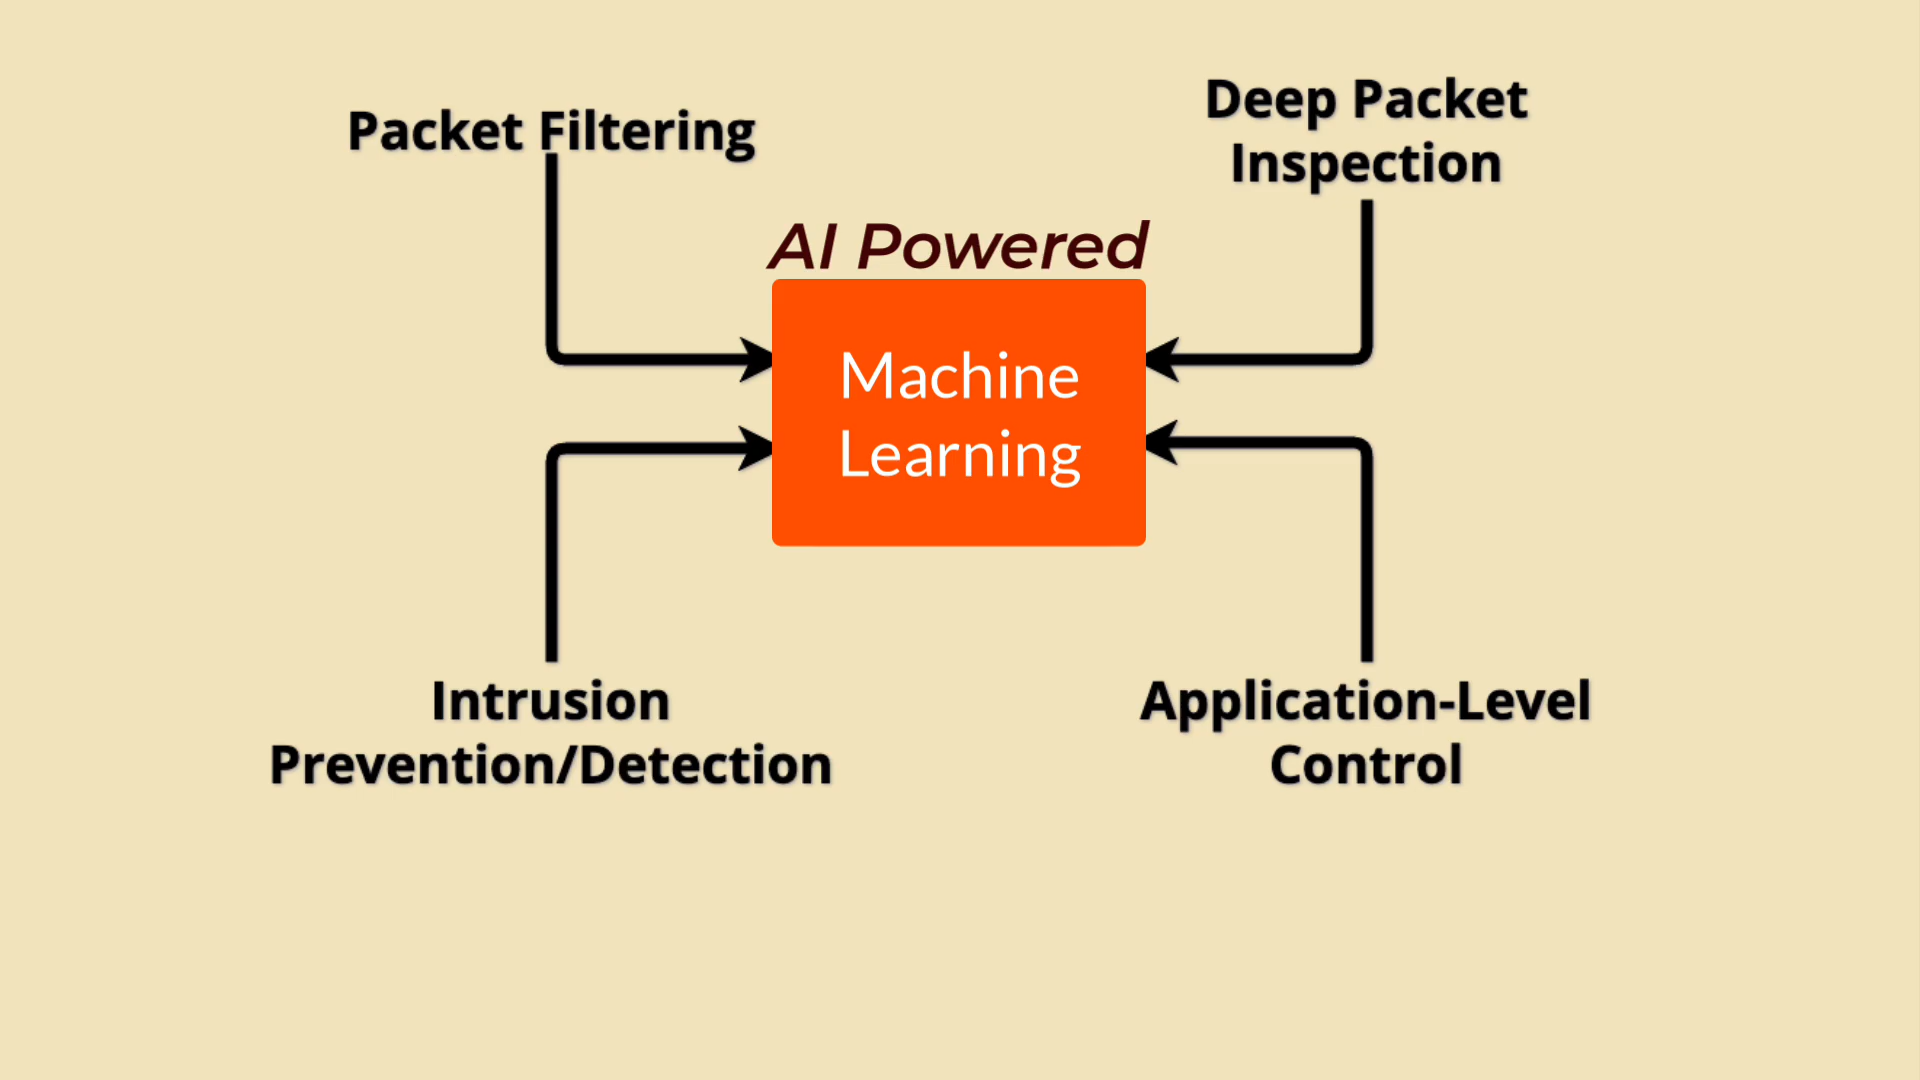 Packet Filtering
Deep Packet
Inspection
AI Powered
Machine
Learning
Intrusion
Prevention/Detection
Application-Level
Control